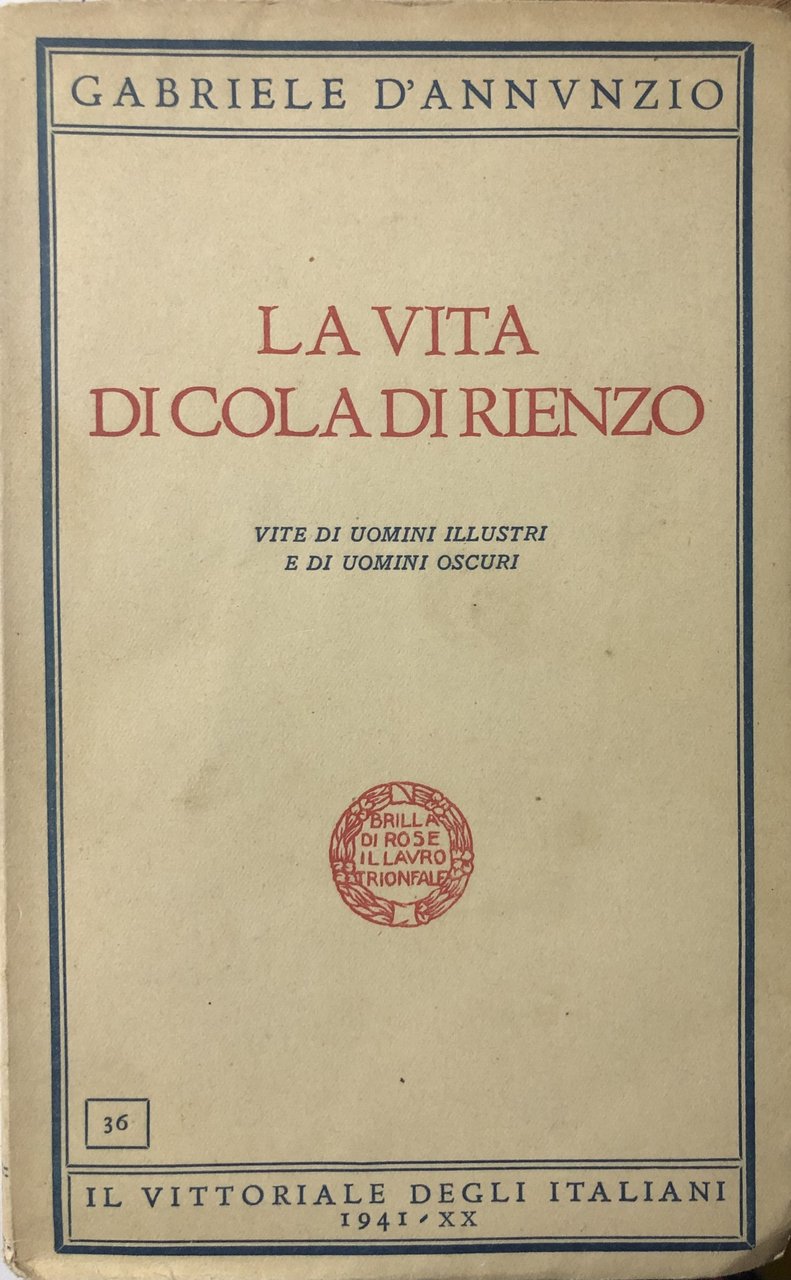 GABRIELE D'ANNVNZIO
LA VITA
DI COLA DI RIENZO
VITE DI UOMINI ILLUSTRI
E DI UOMINI OSCURI
BRILLA
DI ROSE
IL LAVRO
TRIONFALE
36
IL VITTORIALE DEGLI ITALIANI
1941-XX